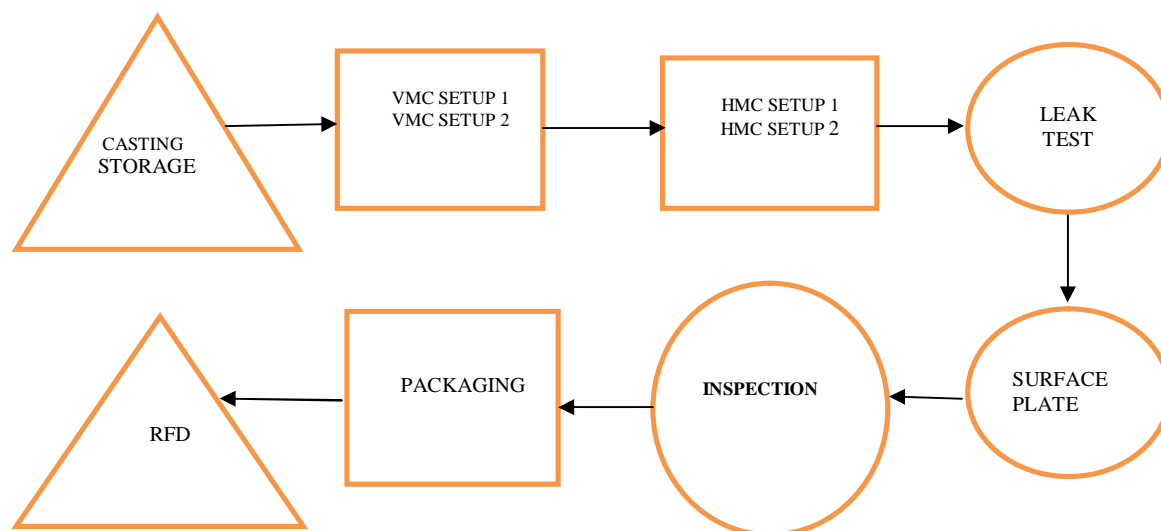 CASTING
STORAGE
VMC SETUP 1
VMC SETUP 2
HMC SETUP 1
HMC SETUP 2
LEAK
TEST
SURFACE
PLATE
INSPECTION
PACKAGING
RFD